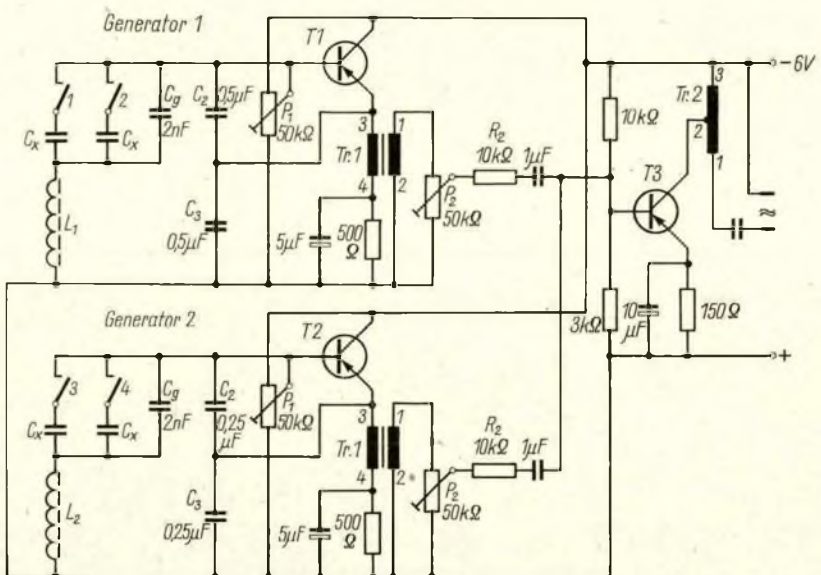 Generator 1
T1
1
2
Cx
Cx
Cg
2nF
C2
0,5μF
P1
50kΩ
3
1
Tr.1
4
2
C3
0,5μF
5μF
500
Ω
L1
P2
50kΩ
R2
10kΩ
1μF
10kΩ
-6V
3
Tr.2
2
1
T3
≈
3kΩ
10
μF
150Ω
+
Generator 2
T2
3
4
Cx
Cx
Cg
2nF
C2
0,25
μF
P1
50kΩ
3
1
Tr.1
4
2
C3
0,25μF
5μF
500
Ω
L2
P2
50kΩ
R2
10kΩ
1μF